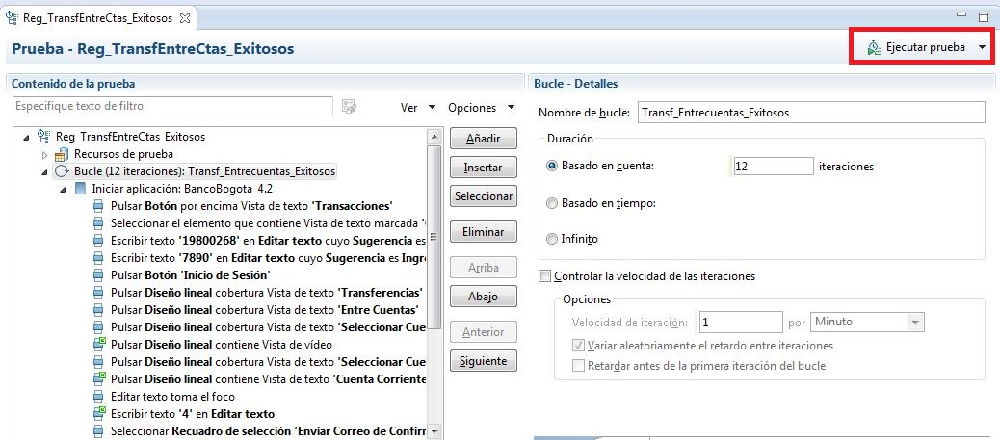 Reg_TransfEntreCtas_Exitosos
Prueba - Reg_TransfEntreCtas_Exitosos
Ejecutar prueba
Contenido de la prueba
Especifique texto de filtro
Ver
Opciones
Reg_TransfEntreCtas_Exitosos
Recursos de prueba
Bucle (12 iteraciones): Transf_Entrecuentas_Exitosos
Iniciar aplicación: BancoBogota 4.2
Pulsar Botón por encima Vista de texto 'Transacciones'
Seleccionar el elemento que contiene Vista de texto marcada '
Escribir texto '19800268' en Editar texto cuyo Sugerencia es
Escribir texto '7890' en Editar texto cuyo Sugerencia es Ingre
Pulsar Botón 'Inicio de Sesión'
Pulsar Diseño lineal cobertura Vista de texto 'Transferencias'
Pulsar Diseño lineal cobertura Vista de texto 'Entre Cuentas'
Pulsar Diseño lineal cobertura Vista de texto 'Seleccionar Cue
Pulsar Diseño lineal contiene Vista de vídeo
Pulsar Diseño lineal cobertura Vista de texto 'Seleccionar Cue
Pulsar Diseño lineal contiene Vista de texto 'Cuenta Corriente
Editar texto toma el foco
Escribir texto '4' en Editar texto
Seleccionar Recuadro de selección 'Enviar Correo de Confirm
Añadir
Insertar
Seleccionar
Eliminar
Arriba
Abajo
Anterior
Siguiente
Bucle - Detalles
Nombre de bucle: Transf_Entrecuentas_Exitosos
Duración
Basado en cuenta: 12 iteraciones
Basado en tiempo:
Infinito
Controlar la velocidad de las iteraciones
Opciones
Velocidad de iteración: 1 por Minuto
Variar aleatoriamente el retardo entre iteraciones
Retardar antes de la primera iteración del bucle